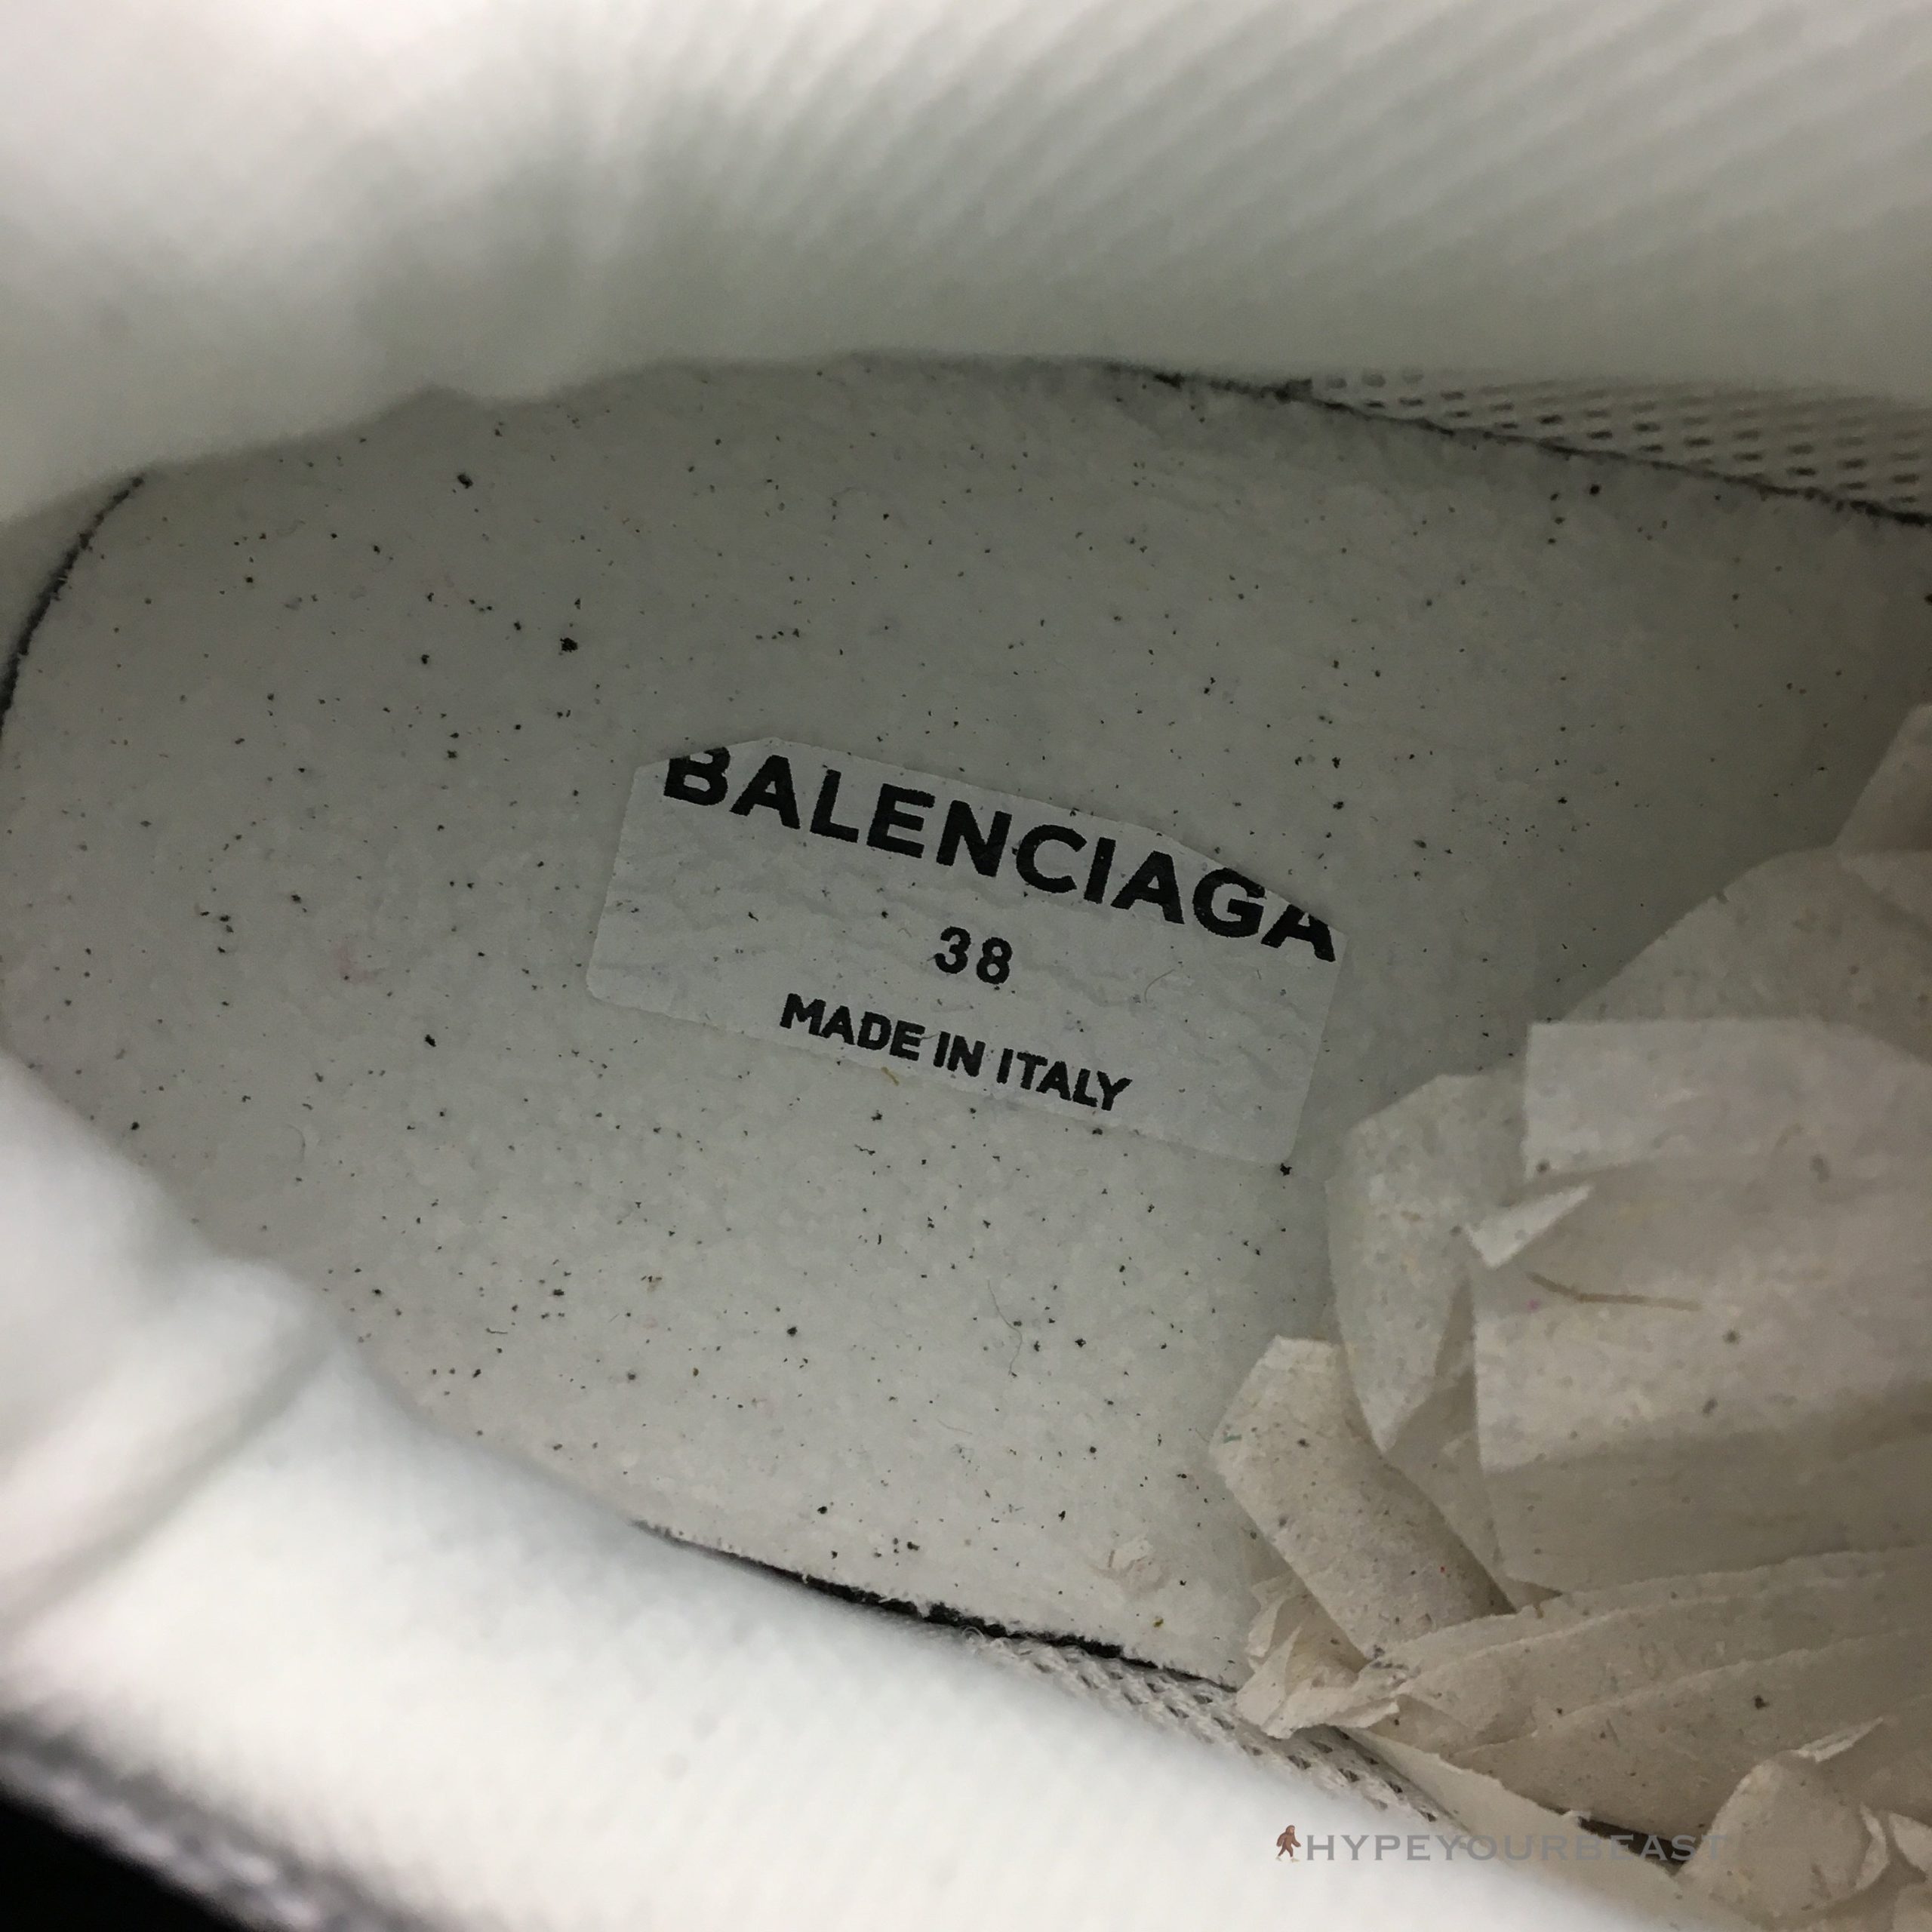 BALENCIAGA
38
MADE IN ITALY
HYPEYOURBEAST